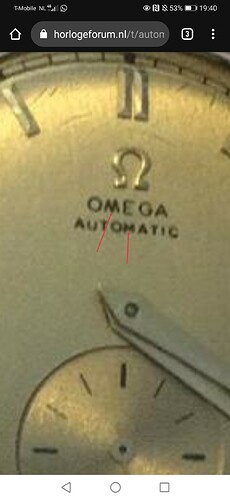 T-Mobile NL
53% 19:40
horlogeforum.nl/t/auton
3
Ω
OMEGA
AUTOMATIC